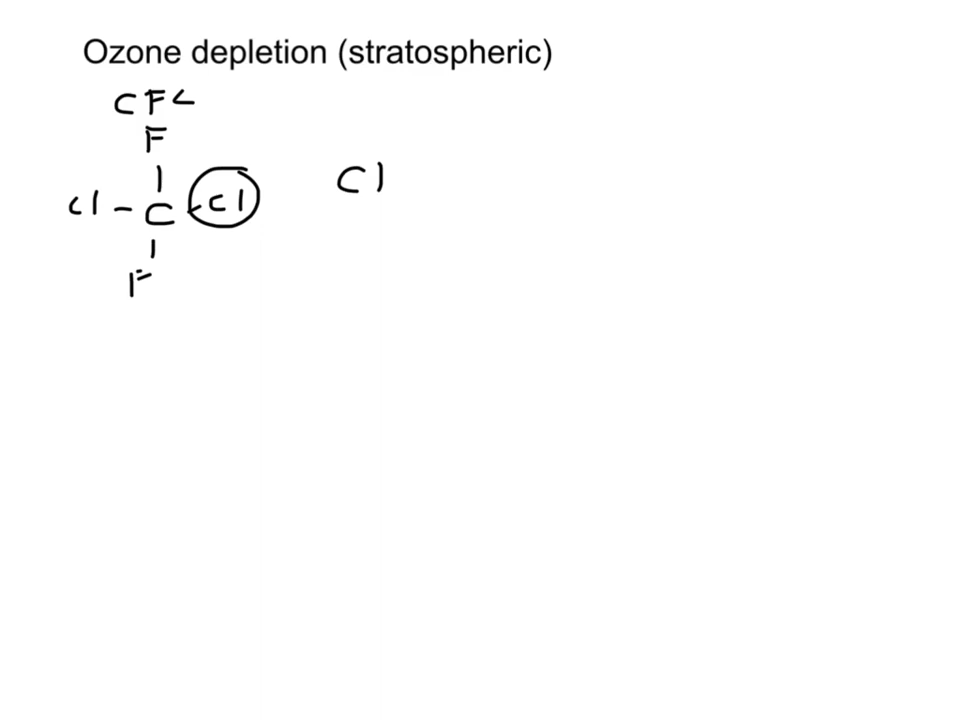 Ozone depletion (stratospheric)
CFC
F
Cl - C - Cl
F
Cl